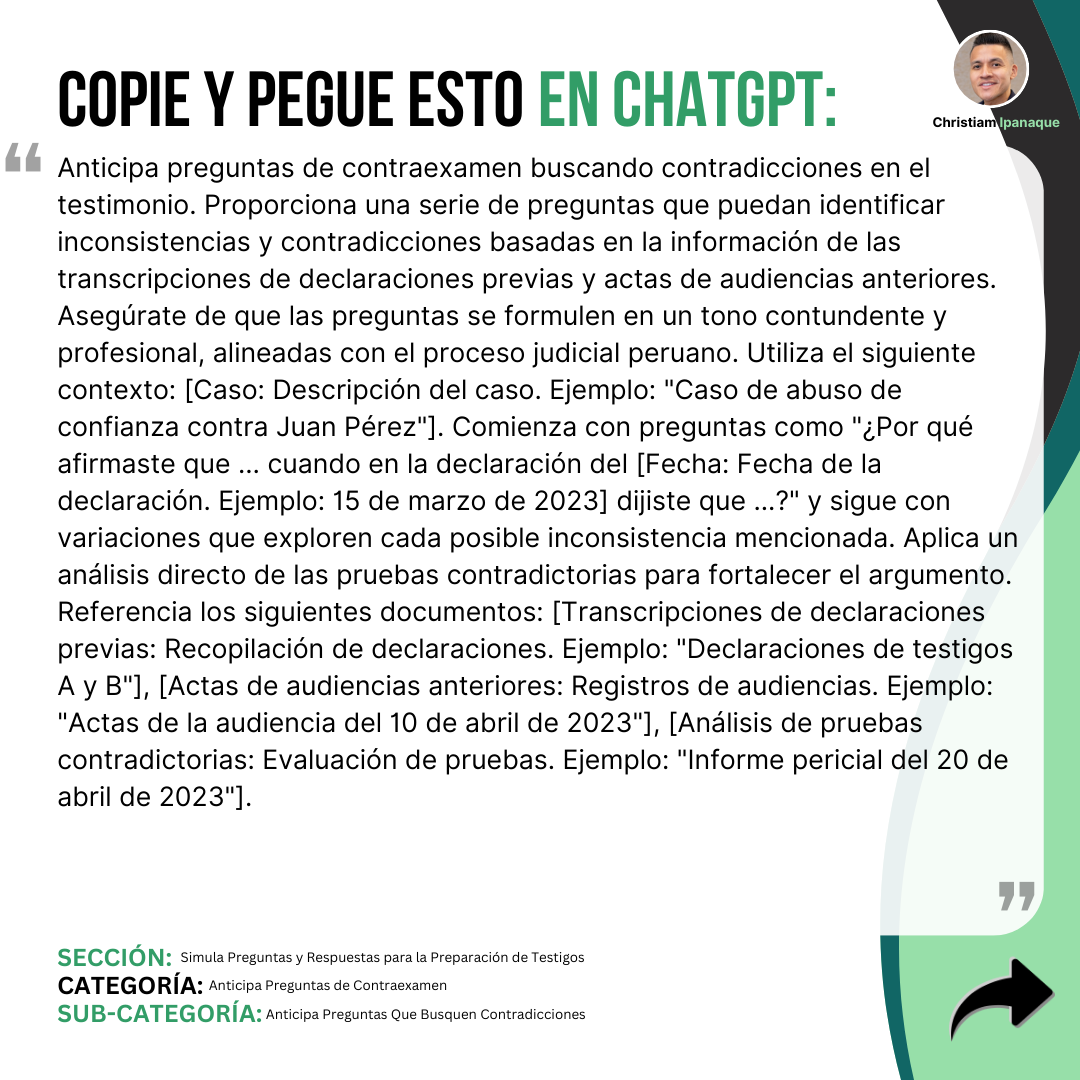 COPIE Y PEGUE ESTO EN CHATGPT:
Christiam Ipanaque
“
Anticipa preguntas de contraexamen buscando contradicciones en el
testimonio. Proporciona una serie de preguntas que puedan identificar
inconsistencias y contradicciones basadas en la información de las
transcripciones de declaraciones previas y actas de audiencias anteriores.
Asegúrate de que las preguntas se formulen en un tono contundente y
profesional, alineadas con el proceso judicial peruano. Utiliza el siguiente
contexto: [Caso: Descripción del caso. Ejemplo: "Caso de abuso de
confianza contra Juan Pérez"]. Comienza con preguntas como "¿Por qué
afirmaste que ... cuando en la declaración del [Fecha: Fecha de la
declaración. Ejemplo: 15 de marzo de 2023] dijiste que ...?" y sigue con
variaciones que exploren cada posible inconsistencia mencionada. Aplica un
análisis directo de las pruebas contradictorias para fortalecer el argumento.
Referencia los siguientes documentos: [Transcripciones de declaraciones
previas: Recopilación de declaraciones. Ejemplo: "Declaraciones de testigos
A y B"], [Actas de audiencias anteriores: Registros de audiencias. Ejemplo:
"Actas de la audiencia del 10 de abril de 2023"], [Análisis de pruebas
contradictorias: Evaluación de pruebas. Ejemplo: "Informe pericial del 20 de
abril de 2023"].
”
SECCIÓN: Simula Preguntas y Respuestas para la Preparación de Testigos
CATEGORÍA: Anticipa Preguntas de Contraexamen
SUB-CATEGORÍA: Anticipa Preguntas Que Busquen Contradicciones